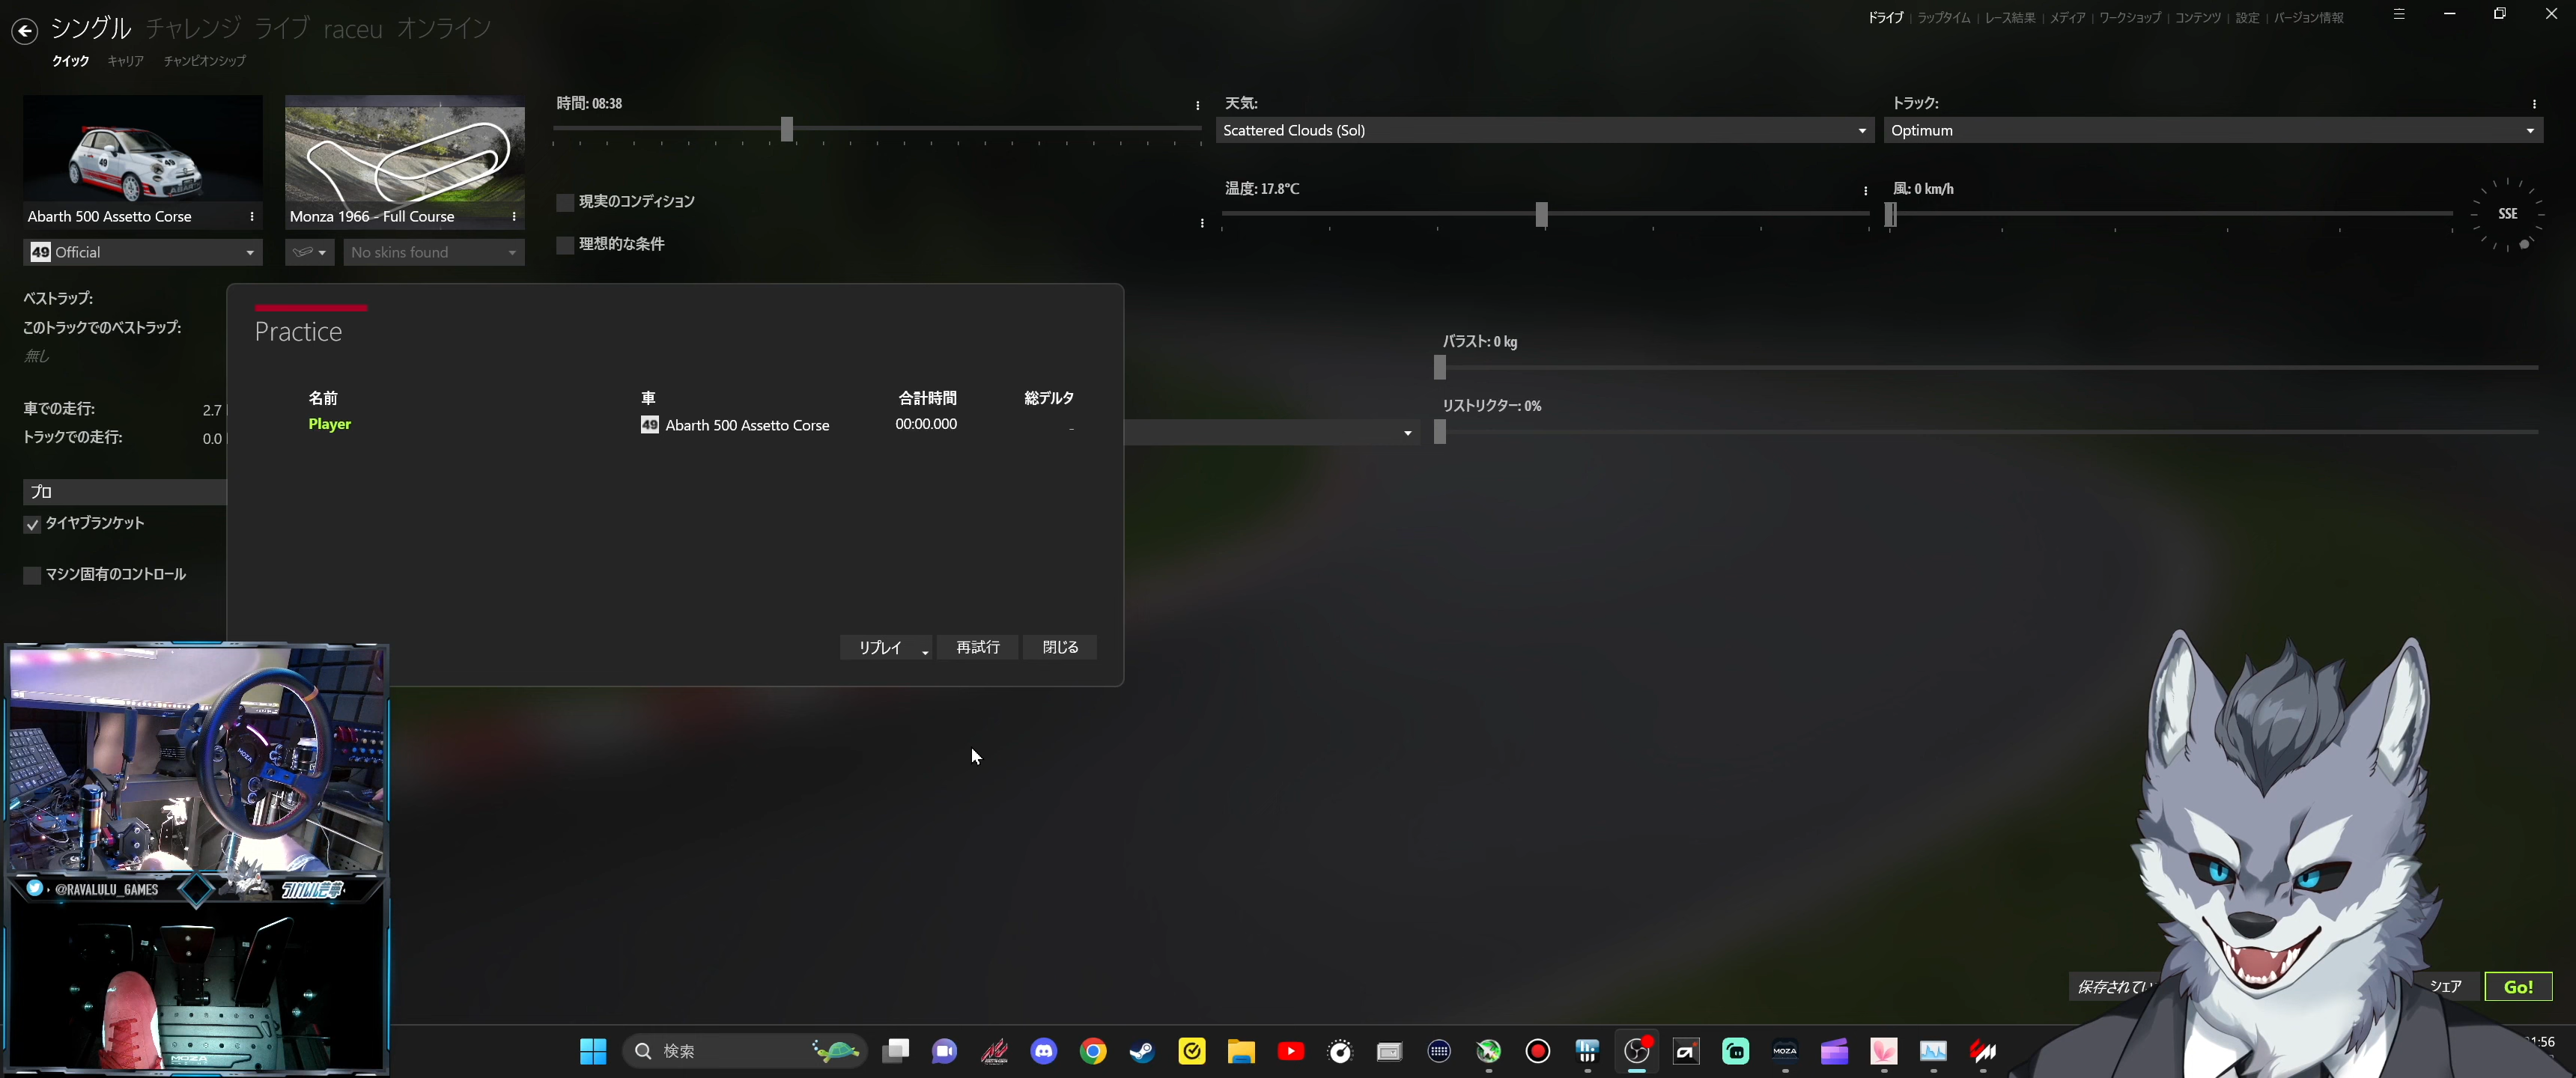 シングル チャレンジ ライブ raceu オンライン
ドライブ | ラップタイム | レース結果 | メディア | ワークショップ | コンテンツ | 設定 | バージョン情報
クイック キャリア チャンピオンシップ
Abarth 500 Assetto Corse
49 Official
Monza 1966 - Full Course
No skins found
時間: 08:38
現実のコンディション
理想的な条件
天気:
Scattered Clouds (Sol)
トラック:
Optimum
温度: 17.8°C
風: 0 km/h
SSE
ベストラップ:
このトラックでのベストラップ:
無し
車での走行: 2.7
トラックでの走行: 0.0
プロ
タイヤブランケット
マシン固有のコントロール
Practice
名前 車 合計時間 総デルタ
Player 49 Abarth 500 Assetto Corse 00:00.000 -
リプレイ 再試行 閉じる
バラスト: 0 kg
リストリクター: 0%
MOZA
@RAVALULU_GAMES
MOZA
保存されてい
シェア
Go!
検索
MOZA
1:56